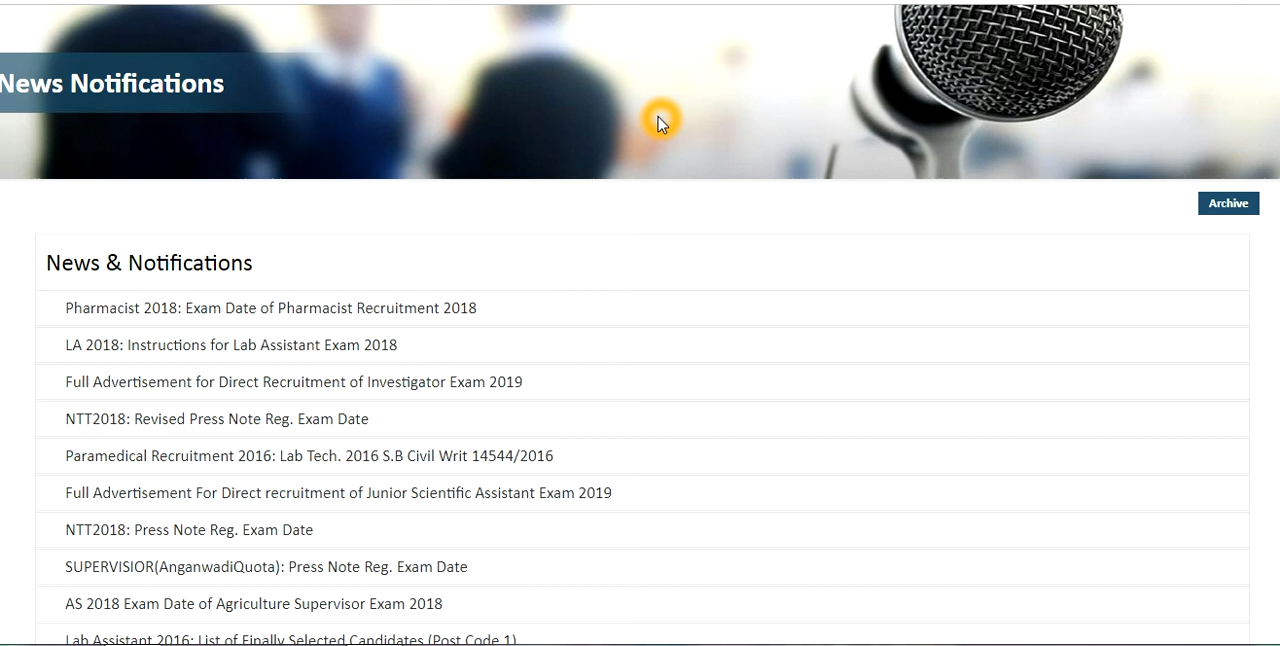 News Notifications
Archive
News & Notifications
Pharmacist 2018: Exam Date of Pharmacist Recruitment 2018
LA 2018: Instructions for Lab Assistant Exam 2018
Full Advertisement for Direct Recruitment of Investigator Exam 2019
NTT2018: Revised Press Note Reg. Exam Date
Paramedical Recruitment 2016: Lab Tech. 2016 S.B Civil Writ 14544/2016
Full Advertisement For Direct recruitment of Junior Scientific Assistant Exam 2019
NTT2018: Press Note Reg. Exam Date
SUPERVISIOR(AnganwadiQuota): Press Note Reg. Exam Date
AS 2018 Exam Date of Agriculture Supervisor Exam 2018
Lab Assistant 2016: List of Finally Selected Candidates (Post Code 1)